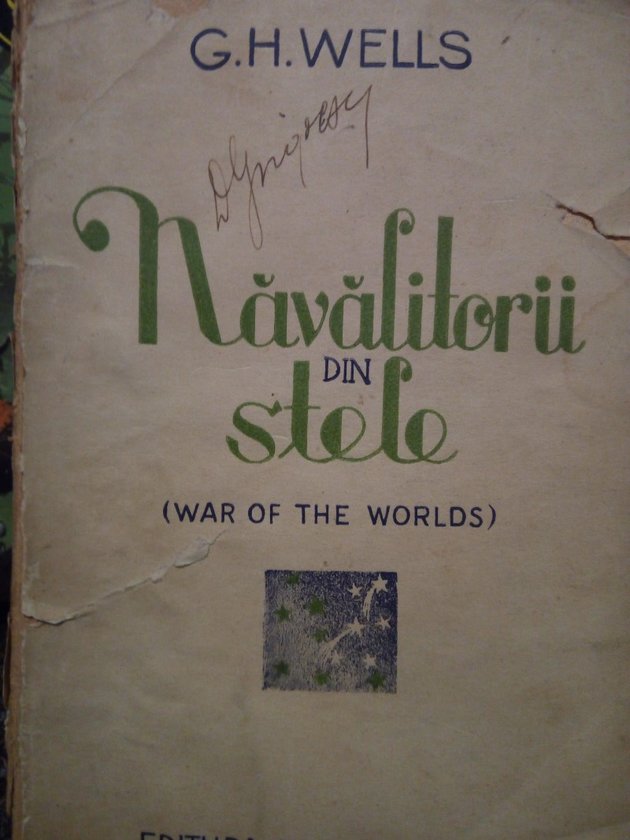 G.H. WELLS
Năvălitorii
DIN
stele
(WAR OF THE WORLDS)